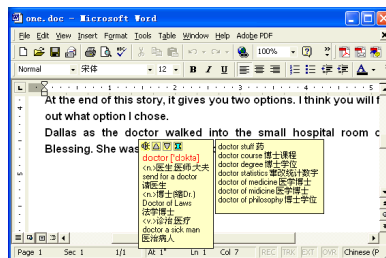 one.doc - Microsoft Word
File Edit View Insert Format Tools Table Window Help Adobe PDF
100%
Normal 宋体 12 B I U
At the end of this story, it gives you two options. I think you will f
out what option I chose.
Dallas as the doctor walked into the small hospital room o
Blessing. She was
doctor ['dɔktə]
<n.>医生 医师;大夫
send for a doctor
请医生
<n.>博士(略Dr.)
Doctor of Laws
法学博士
<v.>诊治 医疗
doctor a sick man
医治病人
doctor stuff 药
doctor course 博士课程
doctor degree 博士学位
doctor statistics 窜改统计数字
doctor of medicine 医学博士
doctor of midicine 医学博士
doctor of philosophy 博士学位
Page 1 Sec 1 1/1 At 1" Ln 1 Col 7 REC TRK EXT OVR Chinese (P